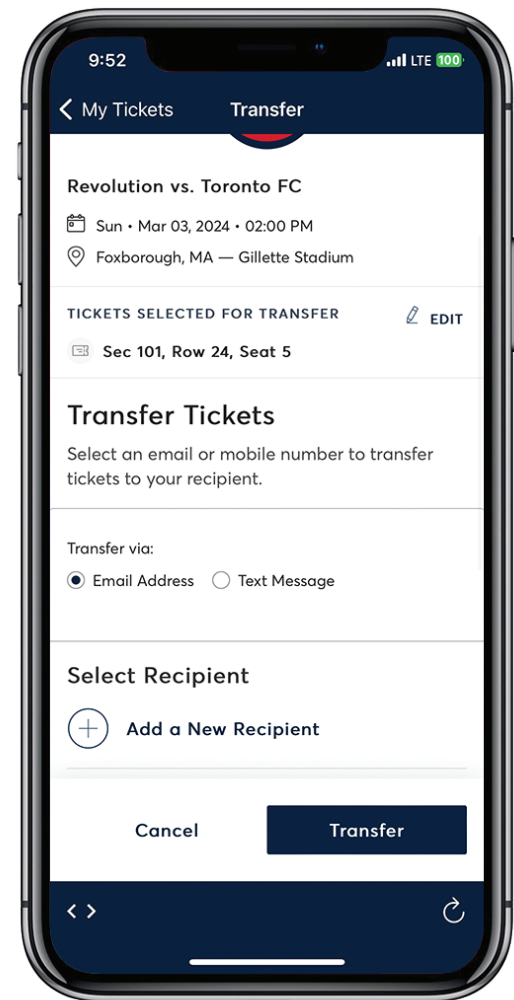 9:52
LTE 100
My Tickets
Transfer
Revolution vs. Toronto FC
Sun • Mar 03, 2024 • 02:00 PM
Foxborough, MA — Gillette Stadium
TICKETS SELECTED FOR TRANSFER
EDIT
Sec 101, Row 24, Seat 5
Transfer Tickets
Select an email or mobile number to transfer
tickets to your recipient.
Transfer via:
Email Address Text Message
Select Recipient
Add a New Recipient
Cancel Transfer